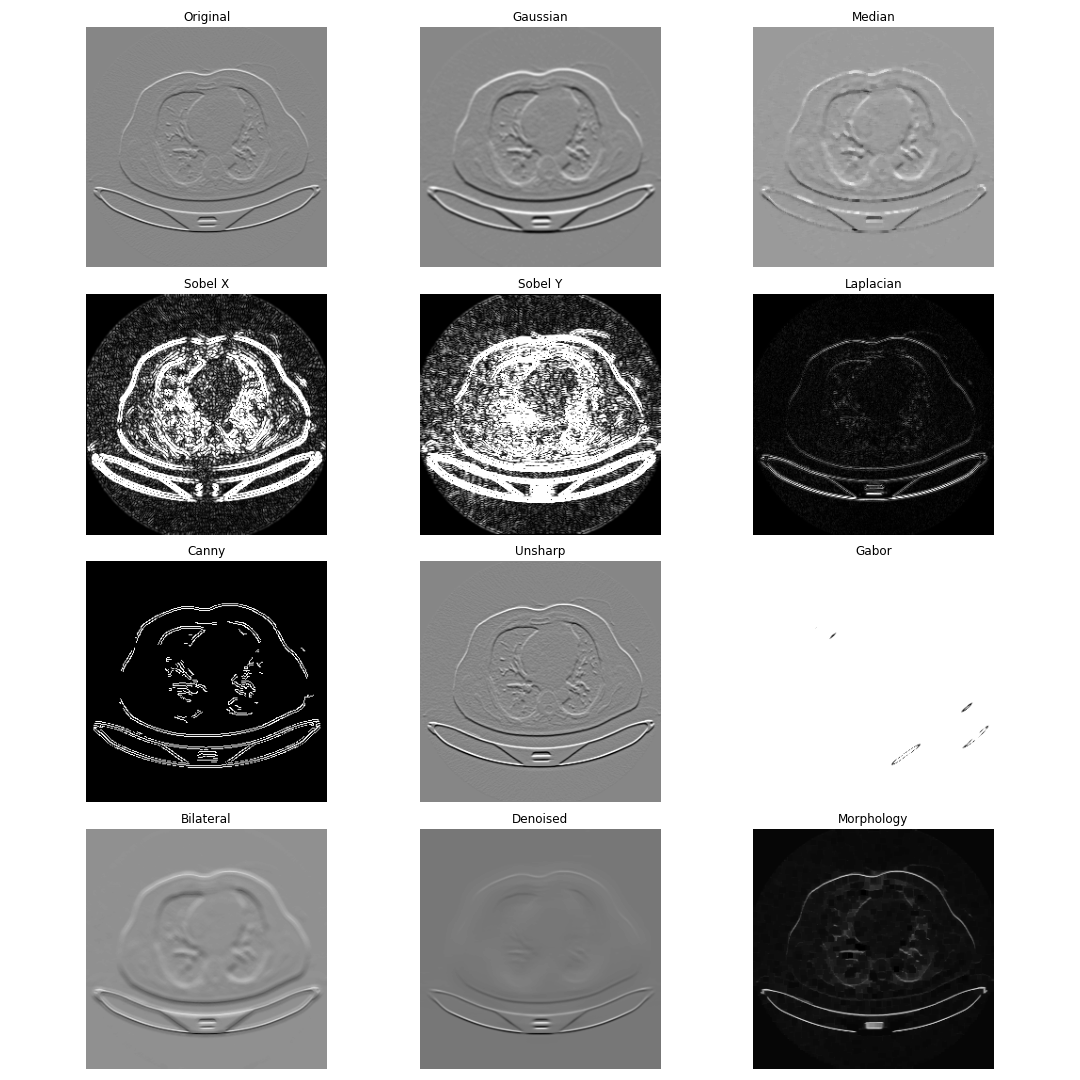 Original
Gaussian
Median
Sobel X
Sobel Y
Laplacian
Canny
Unsharp
Gabor
Bilateral
Denoised
Morphology